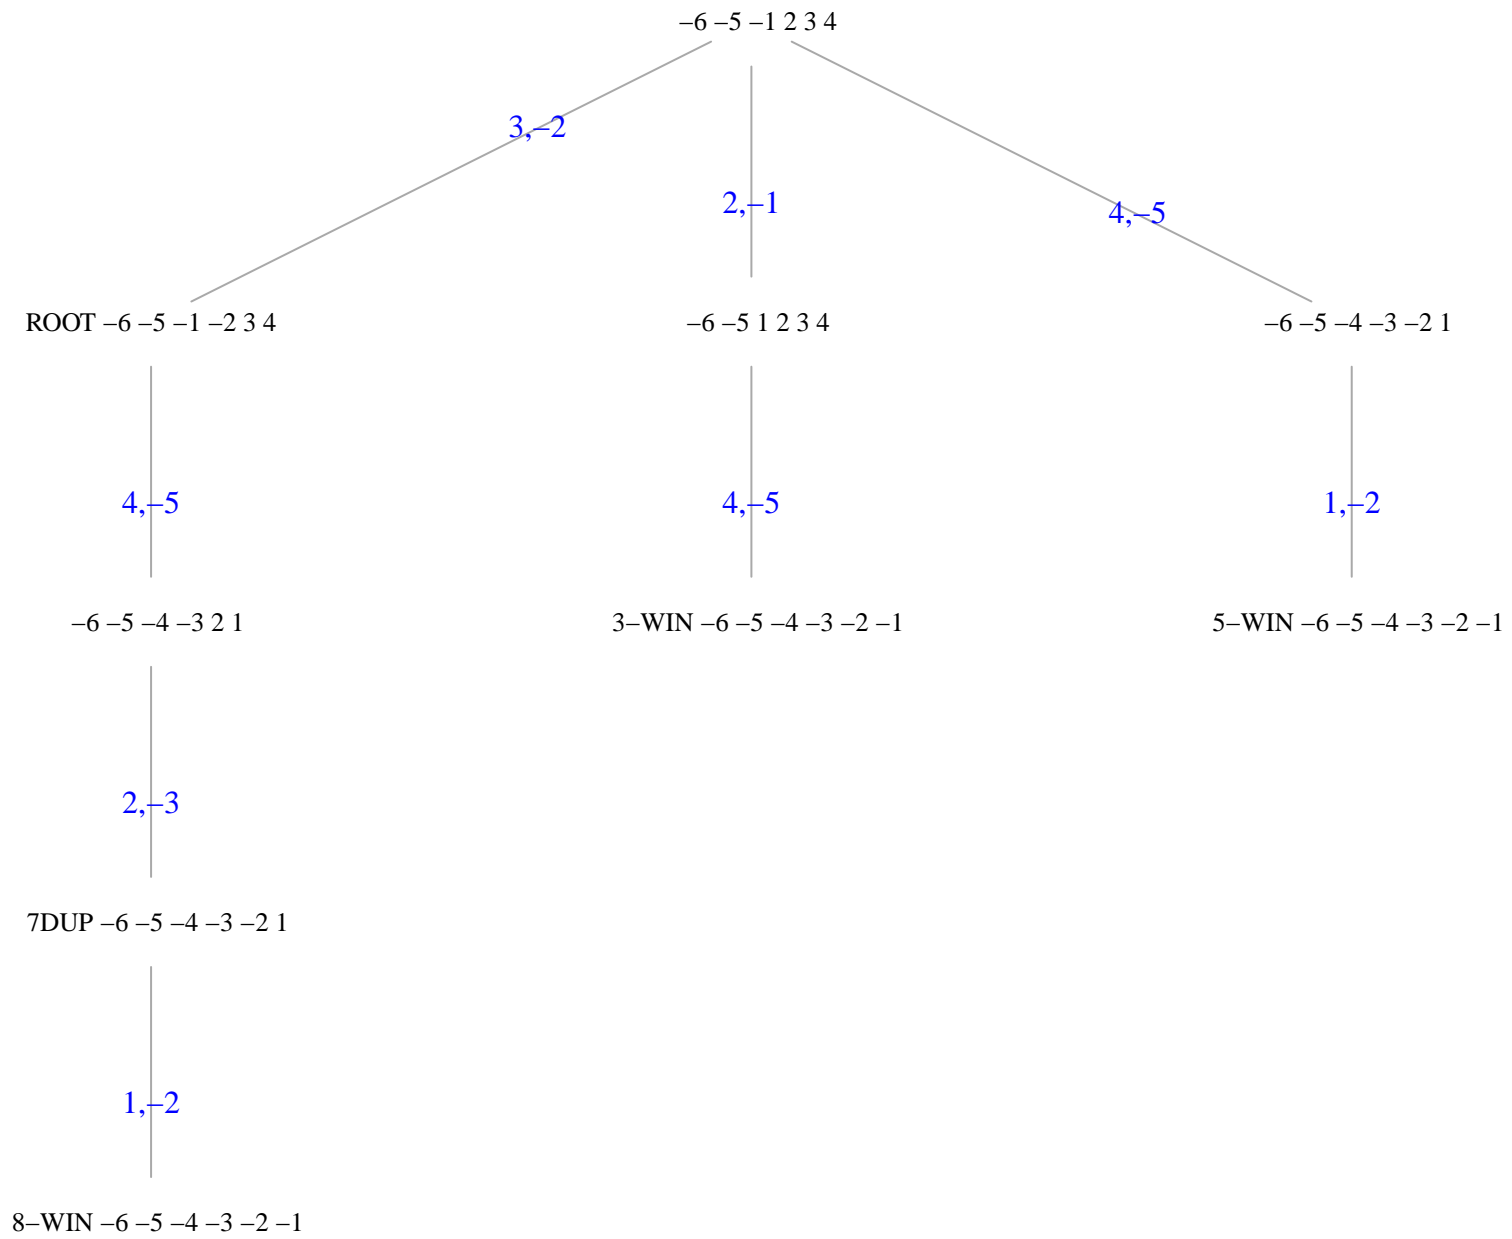 –6 –5 –1 2 3 4
3,–2
2,–1
4,–5
ROOT –6 –5 –1 –2 3 4
–6 –5 1 2 3 4
–6 –5 –4 –3 –2 1
4,–5
4,–5
1,–2
–6 –5 –4 –3 2 1
3–WIN –6 –5 –4 –3 –2 –1
5–WIN –6 –5 –4 –3 –2 –1
2,–3
7DUP –6 –5 –4 –3 –2 1
1,–2
8–WIN –6 –5 –4 –3 –2 –1